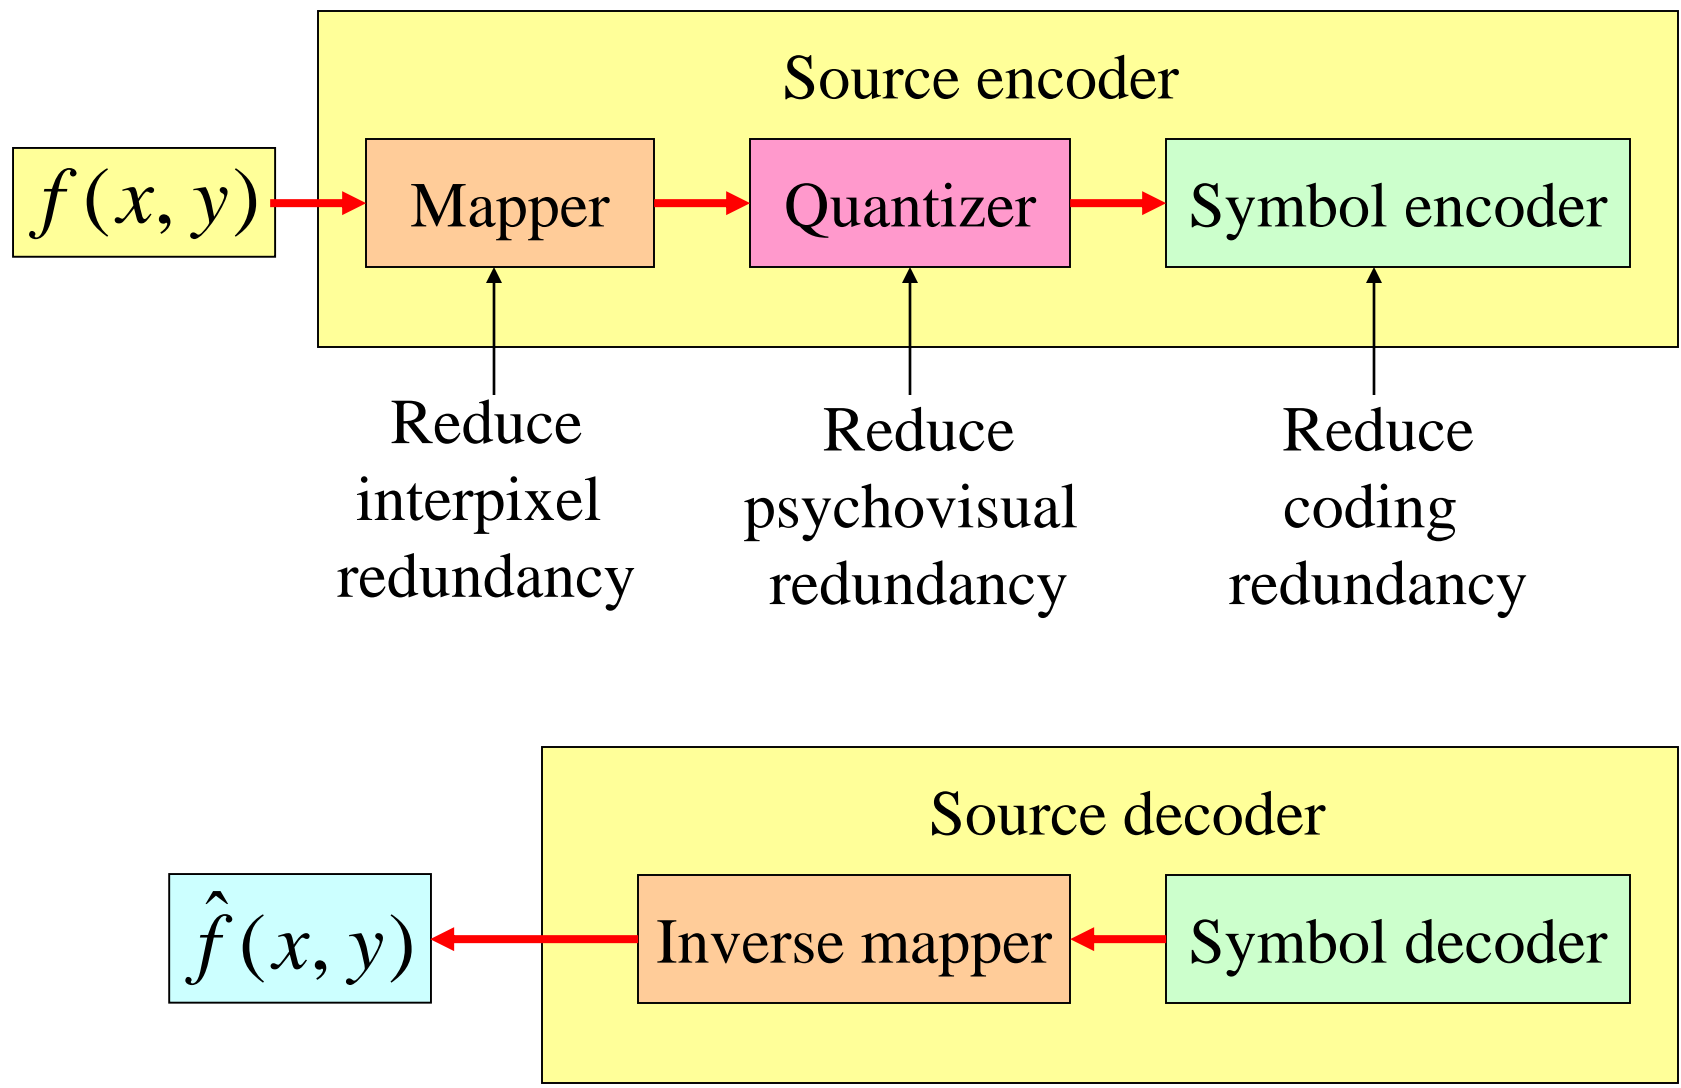 Source encoder
f(x, y)
Mapper
Quantizer
Symbol encoder
Reduce
interpixel
redundancy
Reduce
psychovisual
redundancy
Reduce
coding
redundancy
Source decoder
f̂(x, y)
Inverse mapper
Symbol decoder